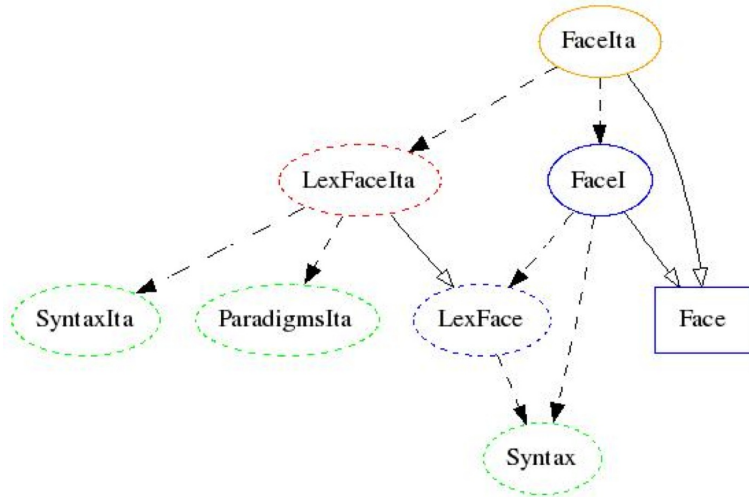 FaceIta
LexFaceIta
FaceI
SyntaxIta
ParadigmsIta
LexFace
Face
Syntax